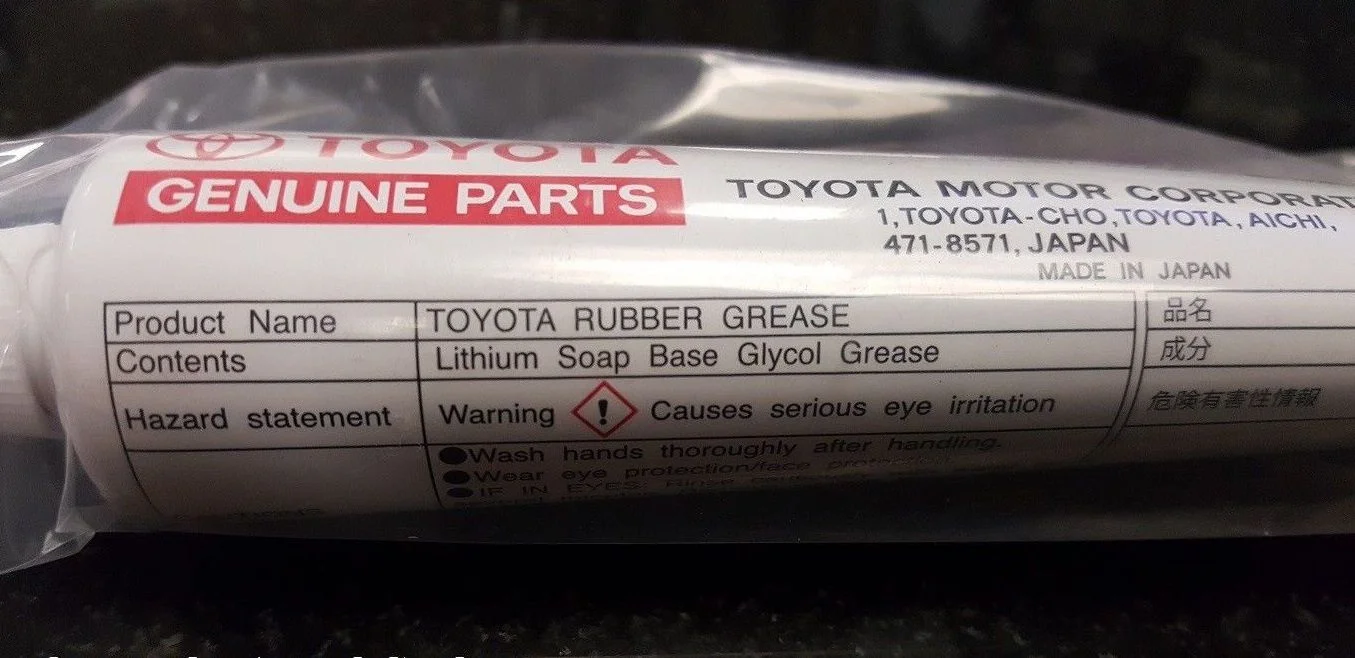 TOYOTA
GENUINE PARTS
TOYOTA MOTOR CORPORAT
1,TOYOTA-CHO,TOYOTA, AICHI,
471-8571, JAPAN
MADE IN JAPAN
Product Name TOYOTA RUBBER GREASE
品名
Contents Lithium Soap Base Glycol Grease
成分
Hazard statement Warning ! Causes serious eye irritation
危険有害性情報
●Wash hands thoroughly after handling.
●Wear eye protection/face protection
●IF IN EYES: Rinse